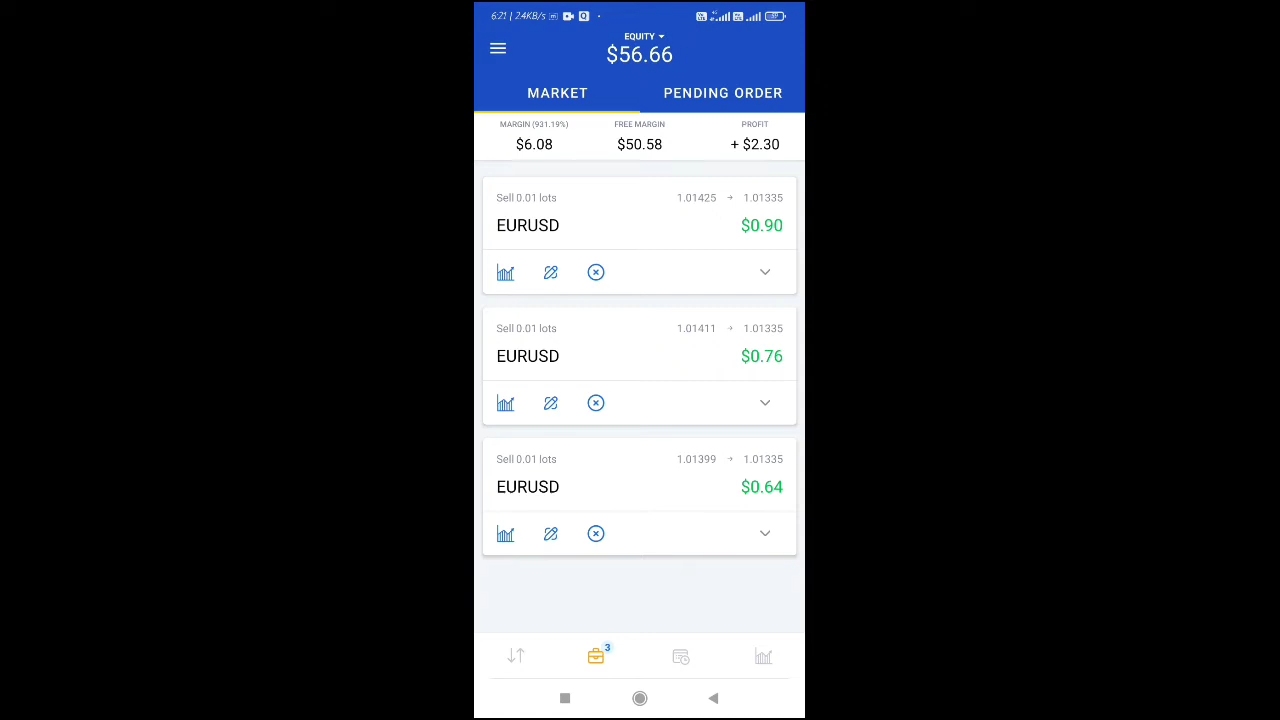 6:21 | 2.4KB/s
EQUITY
$56.66
MARKET PENDING ORDER
MARGIN (931.19%) FREE MARGIN PROFIT
$6.08 $50.58 + $2.30
Sell 0.01 lots 1.01425 → 1.01335
EURUSD $0.90
Sell 0.01 lots 1.01411 → 1.01335
EURUSD $0.76
Sell 0.01 lots 1.01399 → 1.01335
EURUSD $0.64
3